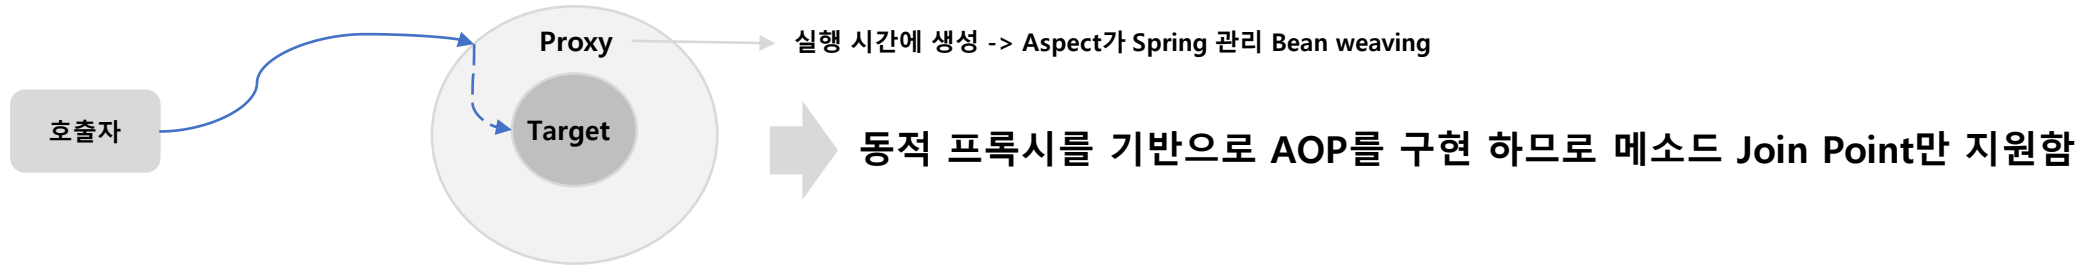 Proxy
실행 시간에 생성 -> Aspect가 Spring 관리 Bean weaving
호출자
Target
동적 프록시를 기반으로 AOP를 구현 하므로 메소드 Join Point만 지원함